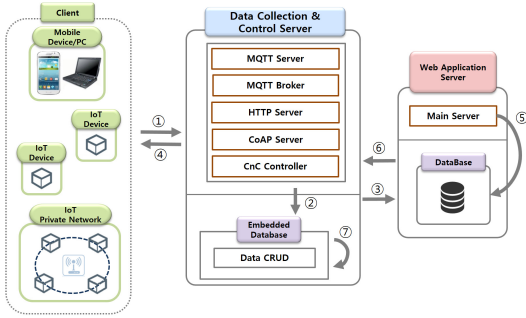 Client
Mobile
Device/PC
IoT
Device
IoT
Device
IoT
Private Network
①
④
Data Collection &
Control Server
MQTT Server
MQTT Broker
HTTP Server
CoAP Server
CnC Controller
②
Embedded
Database
⑦
Data CRUD
③
⑥
Web Application
Server
Main Server
⑤
DataBase